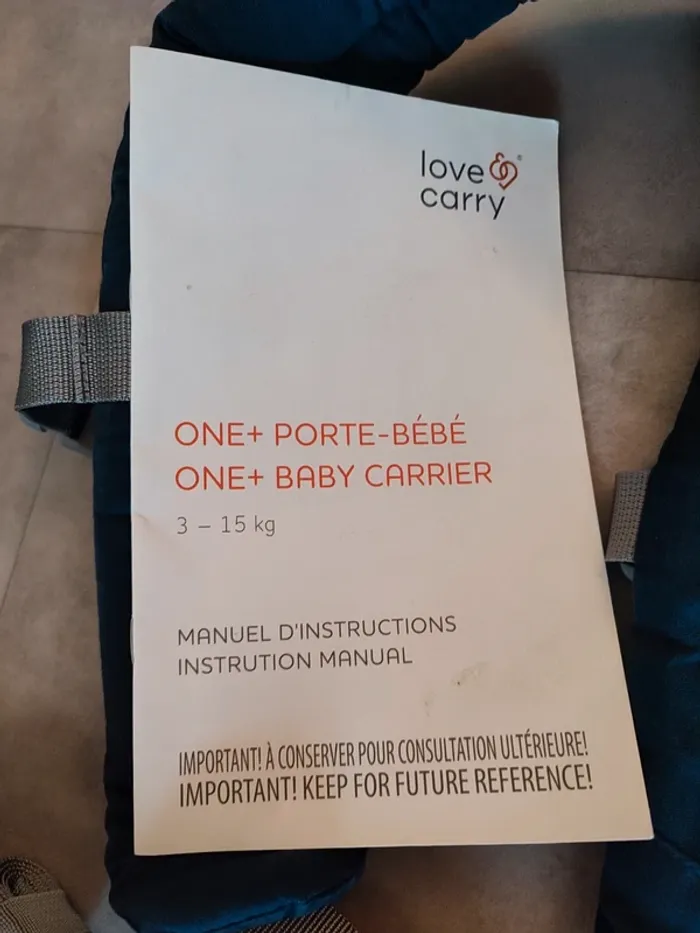 love
carry
ONE+ PORTE-BÉBÉ
ONE+ BABY CARRIER
3 – 15 kg
MANUEL D'INSTRUCTIONS
INSTRUTION MANUAL
IMPORTANT! À CONSERVER POUR CONSULTATION ULTÉRIEURE!
IMPORTANT! KEEP FOR FUTURE REFERENCE!